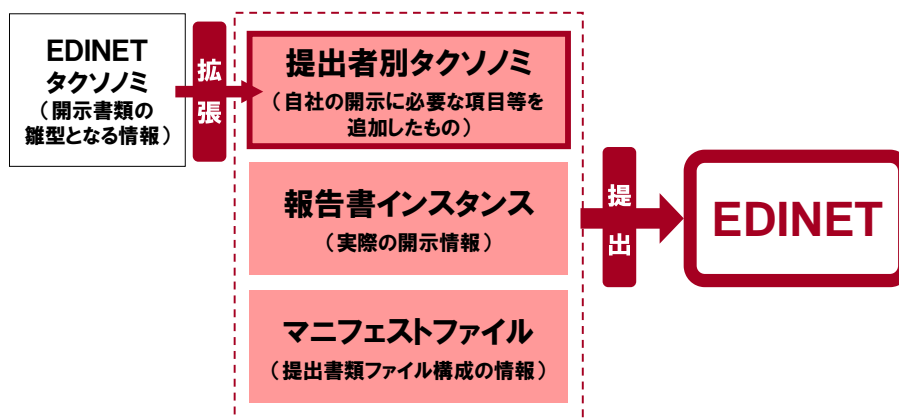 EDINET
タクソノミ
（開示書類の
雛型となる情報）
拡張
提出者別タクソノミ
（自社の開示に必要な項目等を
追加したもの）
報告書インスタンス
（実際の開示情報）
マニフェストファイル
（提出書類ファイル構成の情報）
提出
EDINET